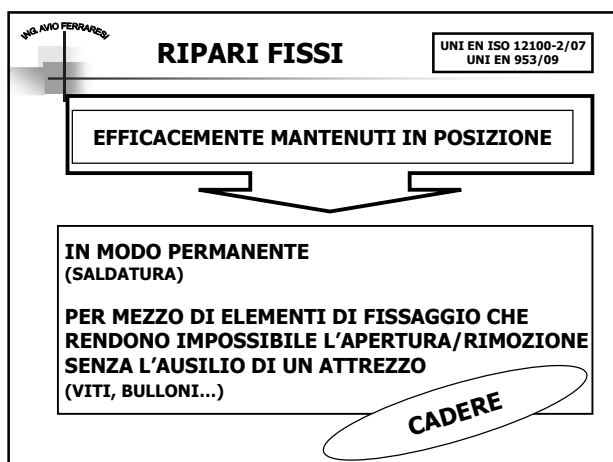 ING. AVIO FERRARESI
RIPARI FISSI
UNI EN ISO 12100-2/07
UNI EN 953/09
EFFICACEMENTE MANTENUTI IN POSIZIONE
IN MODO PERMANENTE
(SALDATURA)
PER MEZZO DI ELEMENTI DI FISSAGGIO CHE
RENDONO IMPOSSIBILE L’APERTURA/RIMOZIONE
SENZA L’AUSILIO DI UN ATTREZZO
(VITI, BULLONI...)
CADERE